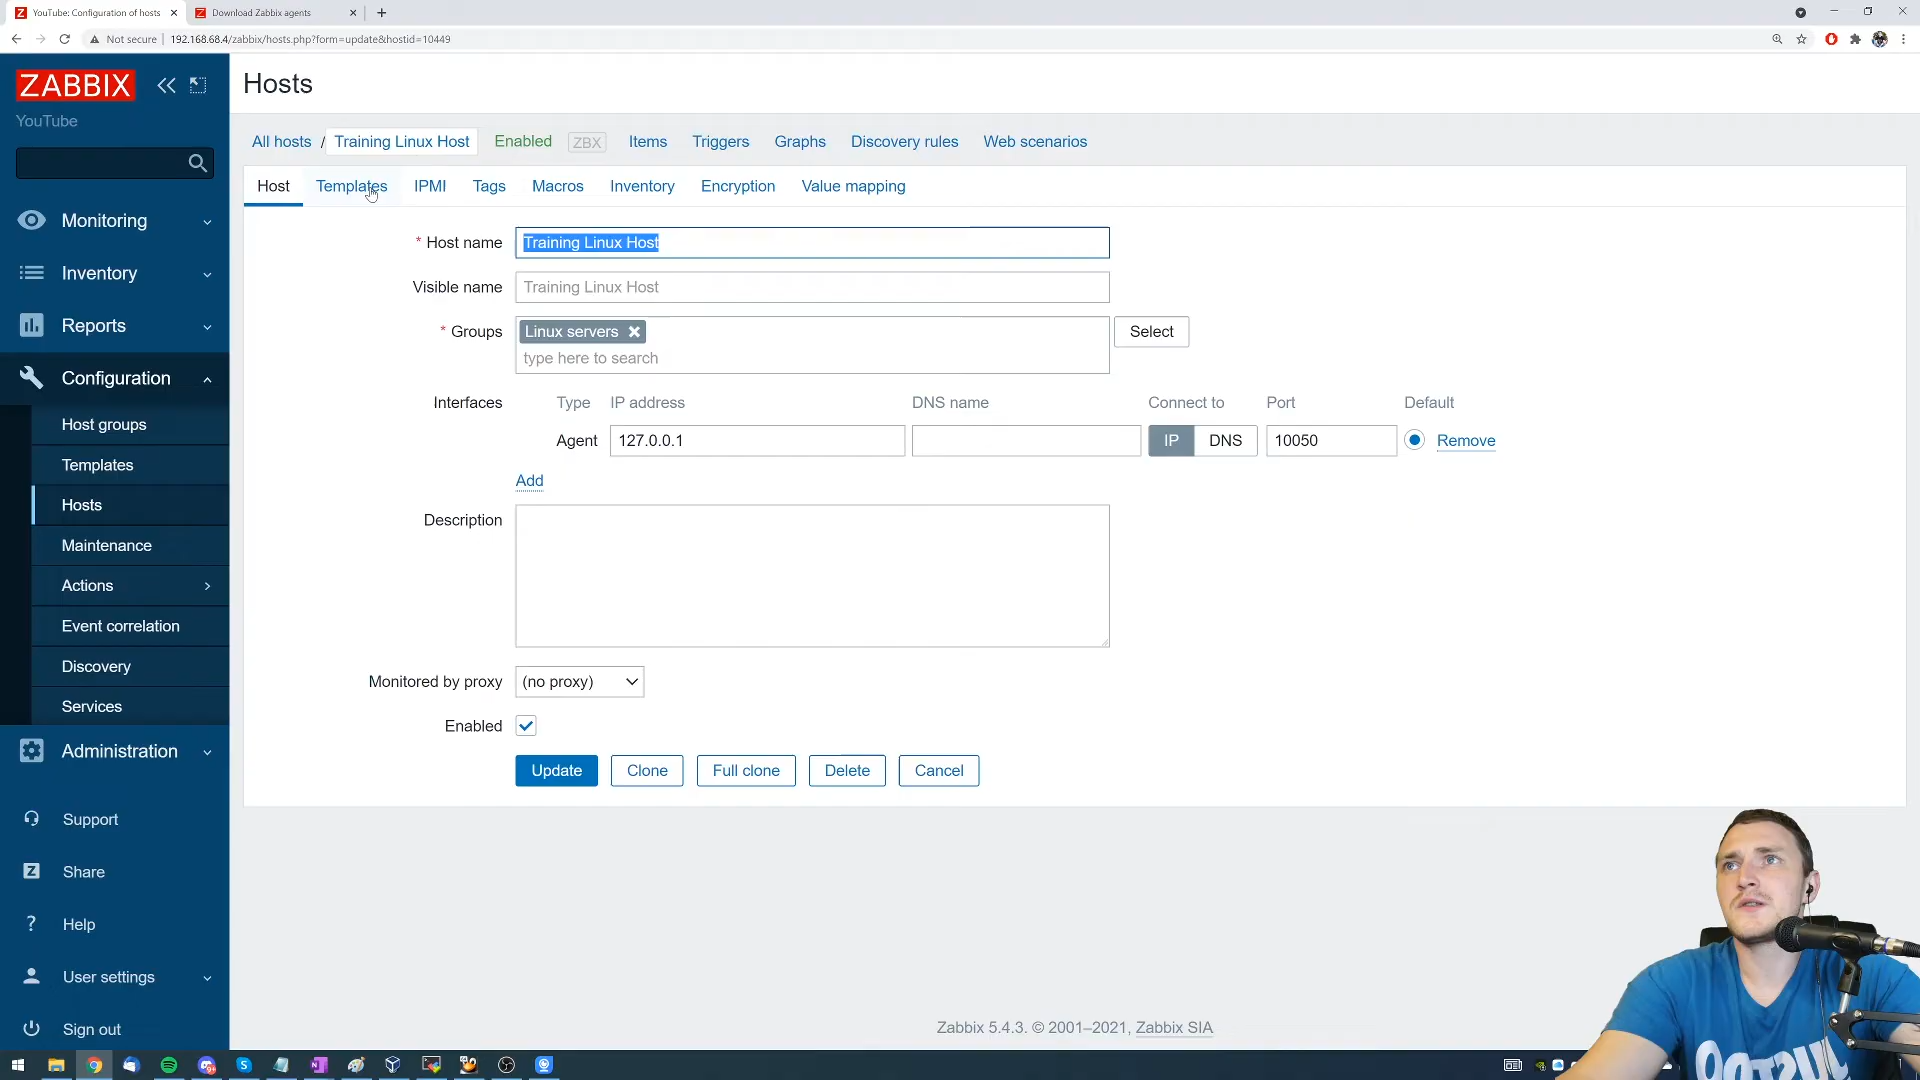 YouTube: Configuration of hosts
Download Zabbix agents
Not secure
192.168.68.4/zabbix/hosts.php?form=update&hostid=10449
ZABBIX
YouTube
Monitoring
Inventory
Reports
Configuration
Host groups
Templates
Hosts
Maintenance
Actions
Event correlation
Discovery
Services
Administration
Support
Share
Help
User settings
Sign out
Hosts
All hosts / Training Linux Host Enabled ZBX Items Triggers Graphs Discovery rules Web scenarios
Host Templates IPMI Tags Macros Inventory Encryption Value mapping
* Host name Training Linux Host
Visible name Training Linux Host
* Groups Linux servers Select
type here to search
Interfaces Type IP address DNS name Connect to Port Default
Agent 127.0.0.1 IP DNS 10050 Remove
Add
Description
Monitored by proxy (no proxy)
Enabled
Update Clone Full clone Delete Cancel
Zabbix 5.4.3. © 2001–2021, Zabbix SIA